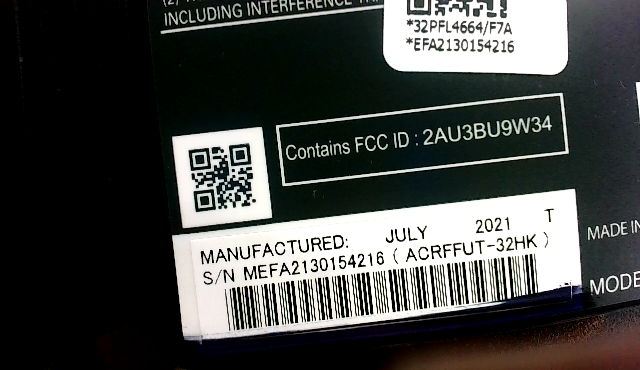 INCLUDING INTERFERENCE
*32PFL4664/F7A
*EFA2130154216
Contains FCC ID : 2AU3BU9W34
MANUFACTURED: JULY 2021 T
S/N MEFA2130154216 ( ACRFFUT-32HK )
MADE IN
MODE